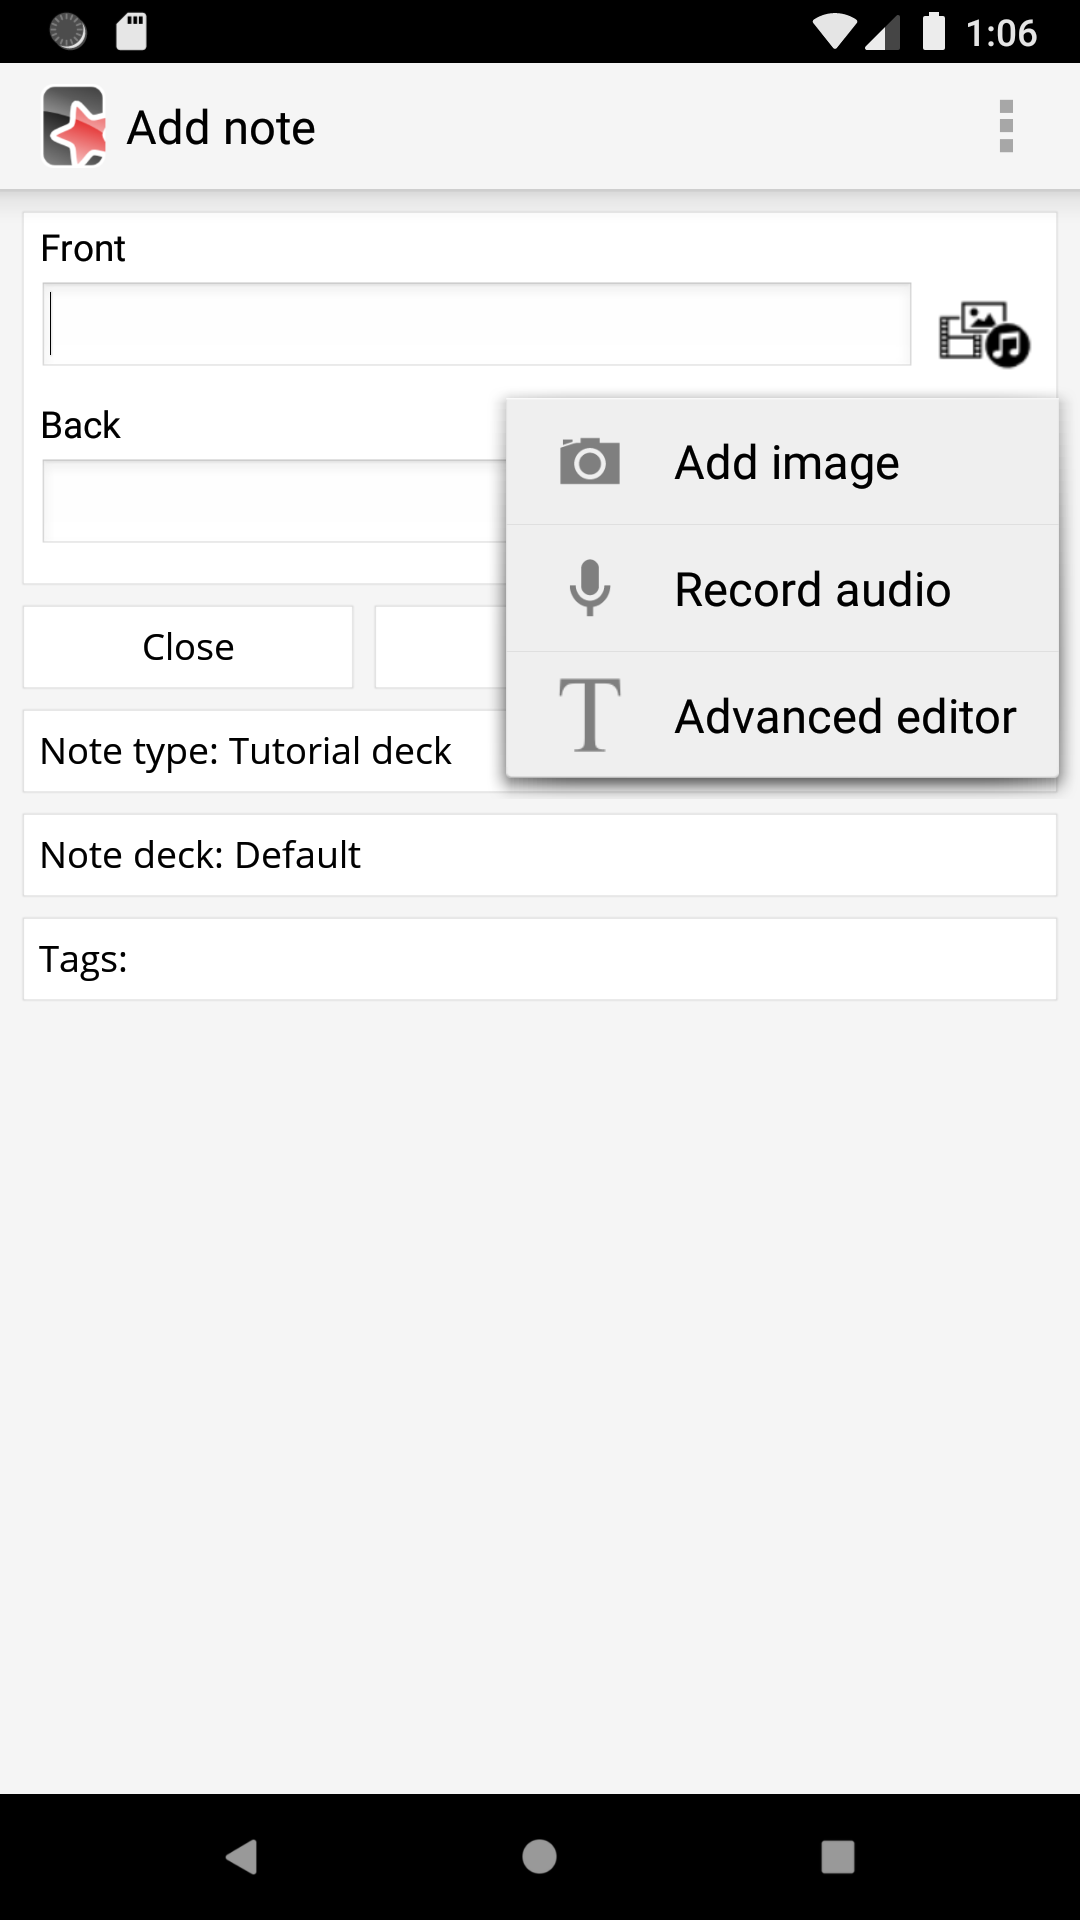 1:06
Add note
Front
Back
Add image
Record audio
Advanced editor
Close
Note type: Tutorial deck
Note deck: Default
Tags: